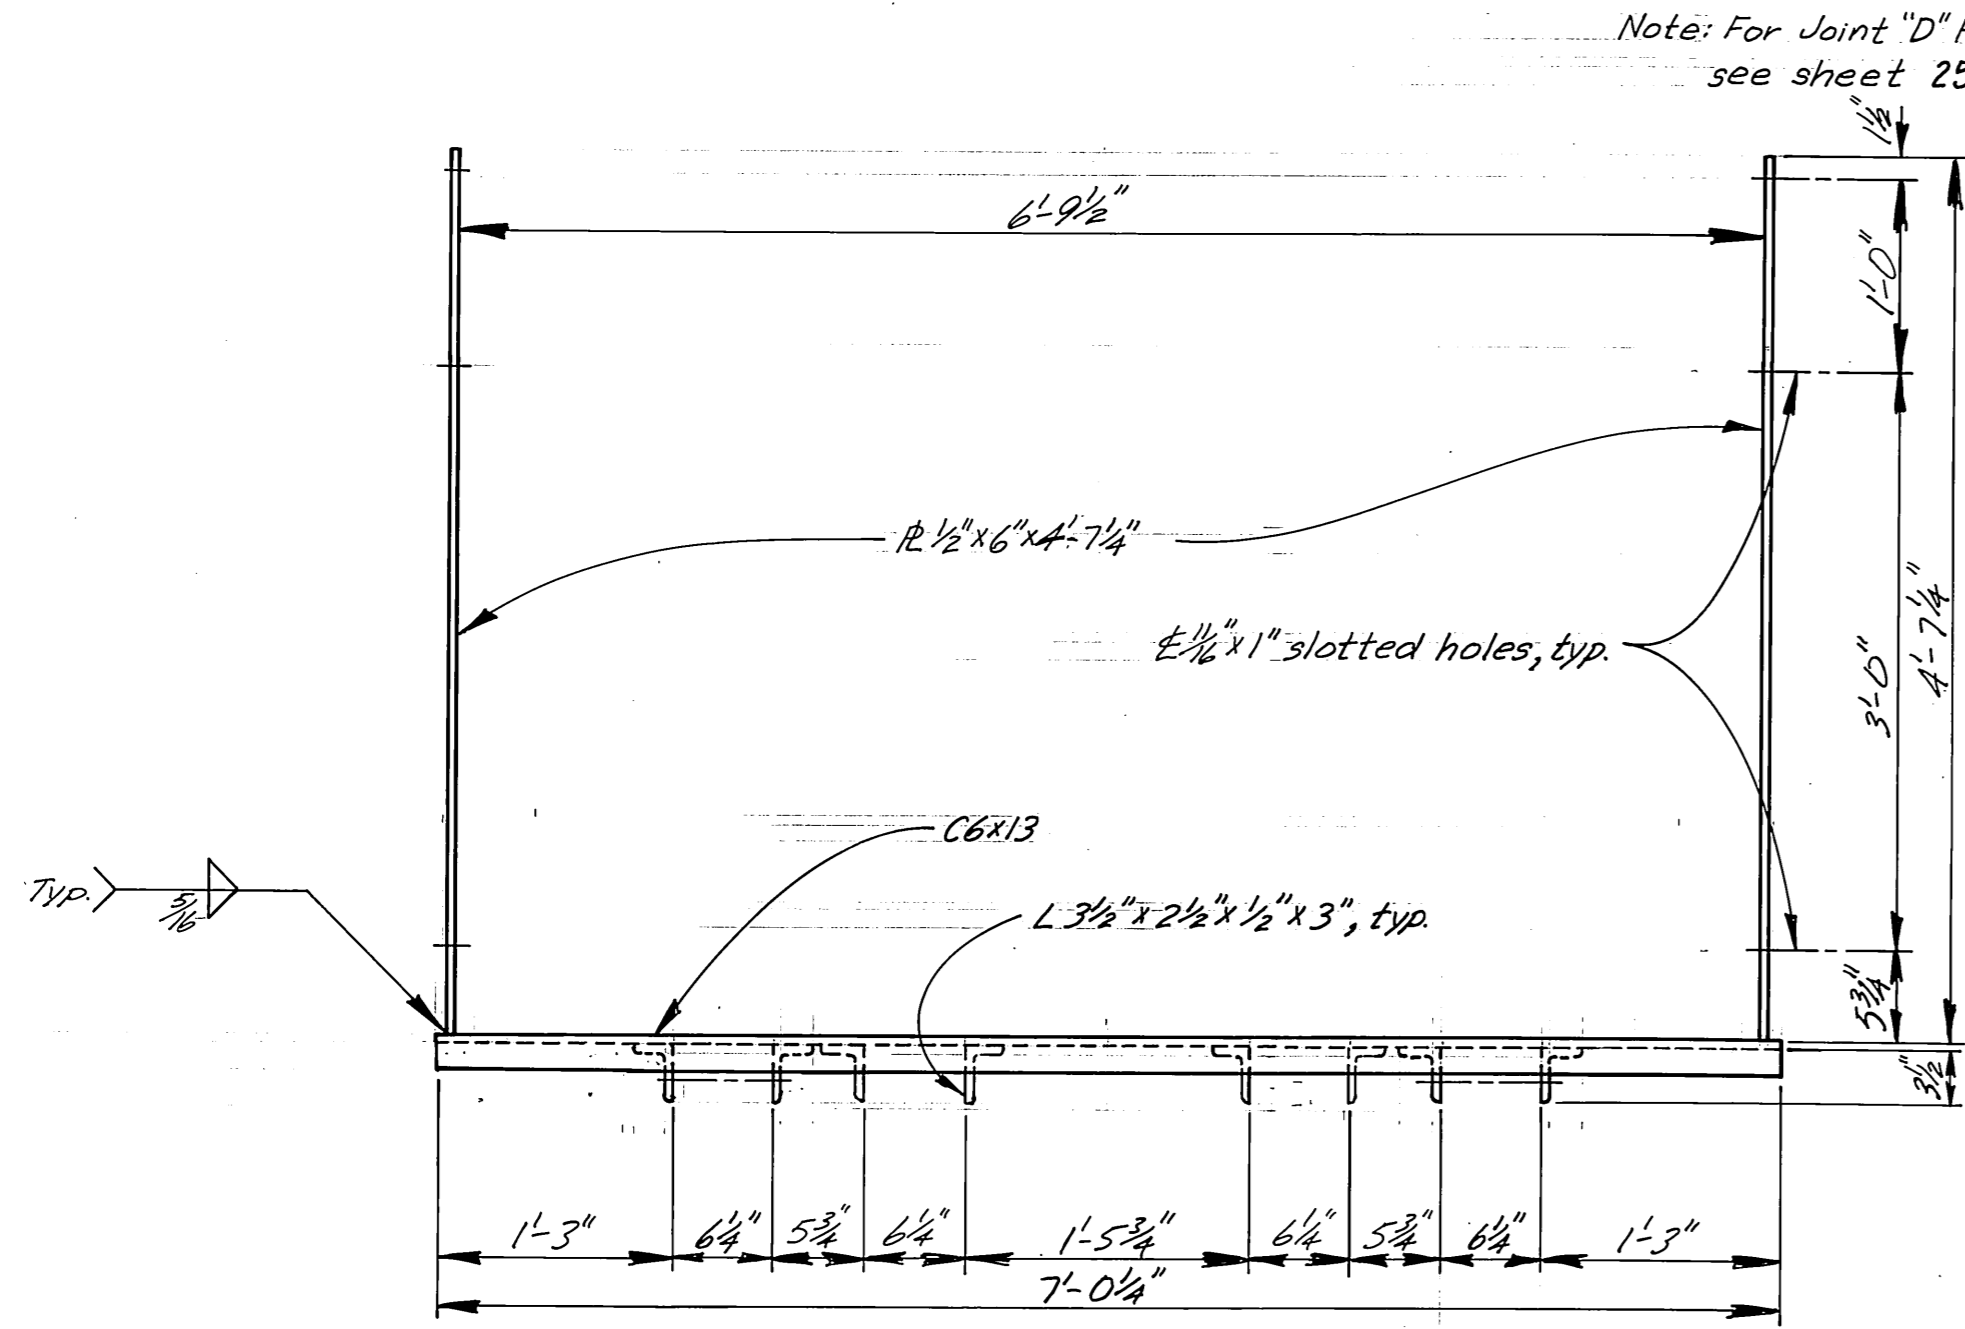 Note: For Joint "D"
see sheet 25
1½"
6'-9½"
1'-0"
PL ½"x6"x4'-7¼"
℄ 11/16"x1" slotted holes, typ.
3'-0"
4'-7¼"
C6x13
L 3½"x2½"x½"x3", typ.
Typ.
5/16
5¾"
3½"
1'-3" 6¼" 5¾" 6¼" 1'-5¾" 6¼" 5¾" 6¼" 1'-3"
7'-0¼"